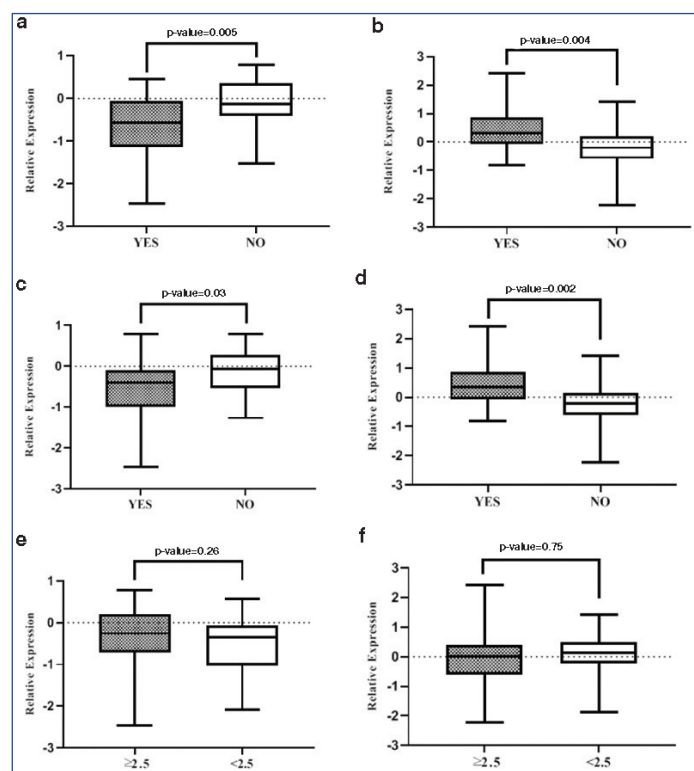 a
p-value=0.005
Relative Expression
1
0
-1
-2
-3
YES NO
b
p-value=0.004
Relative Expression
3
2
1
0
-1
-2
-3
YES NO
c
p-value=0.03
Relative Expression
1
0
-1
-2
-3
YES NO
d
p-value=0.002
Relative Expression
3
2
1
0
-1
-2
-3
YES NO
e
p-value=0.26
Relative Expression
1
0
-1
-2
-3
≥2.5 <2.5
f
p-value=0.75
Relative Expression
3
2
1
0
-1
-2
-3
≥2.5 <2.5